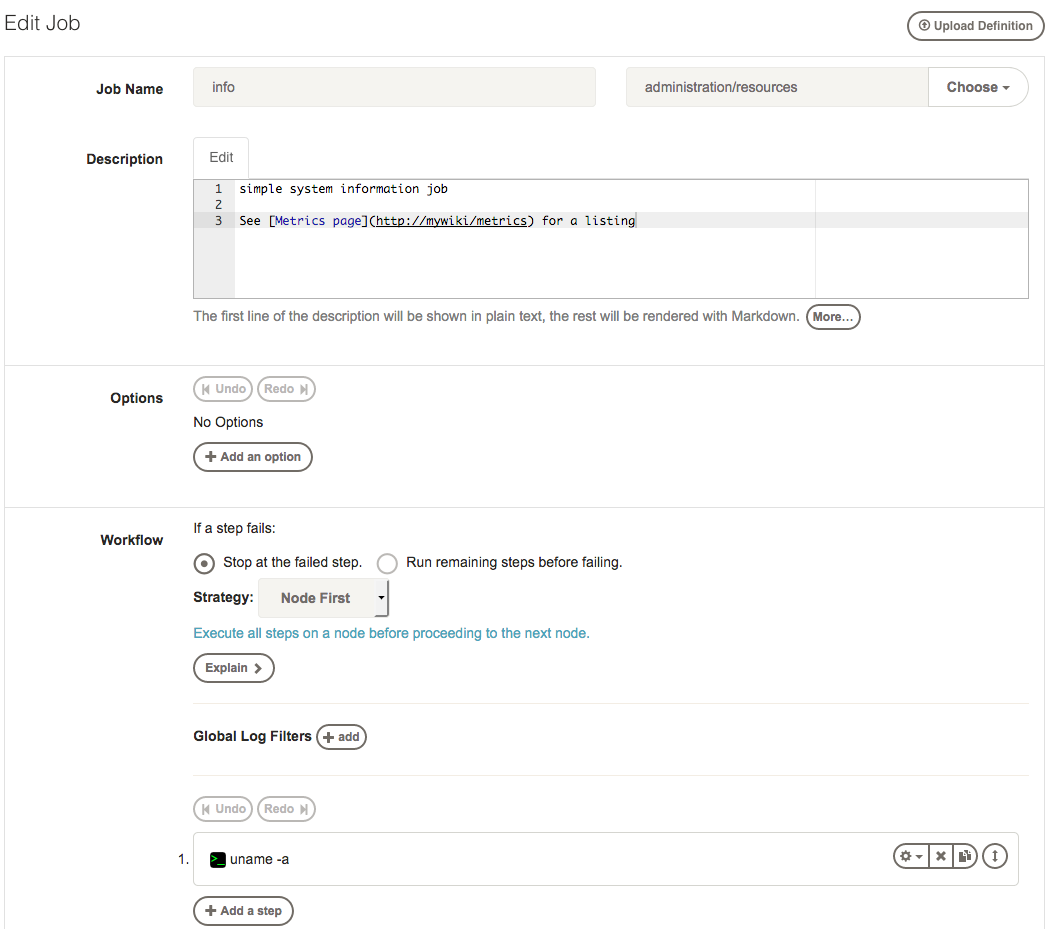 Edit Job
Upload Definition
Job Name info administration/resources Choose
Description Edit
1 simple system information job
2
3 See [Metrics page](http://mywiki/metrics) for a listing
The first line of the description will be shown in plain text, the rest will be rendered with Markdown. More...
Options Undo Redo
No Options
Add an option
Workflow If a step fails:
Stop at the failed step. Run remaining steps before failing.
Strategy: Node First
Execute all steps on a node before proceeding to the next node.
Explain
Global Log Filters add
Undo Redo
1. >_ uname -a
Add a step